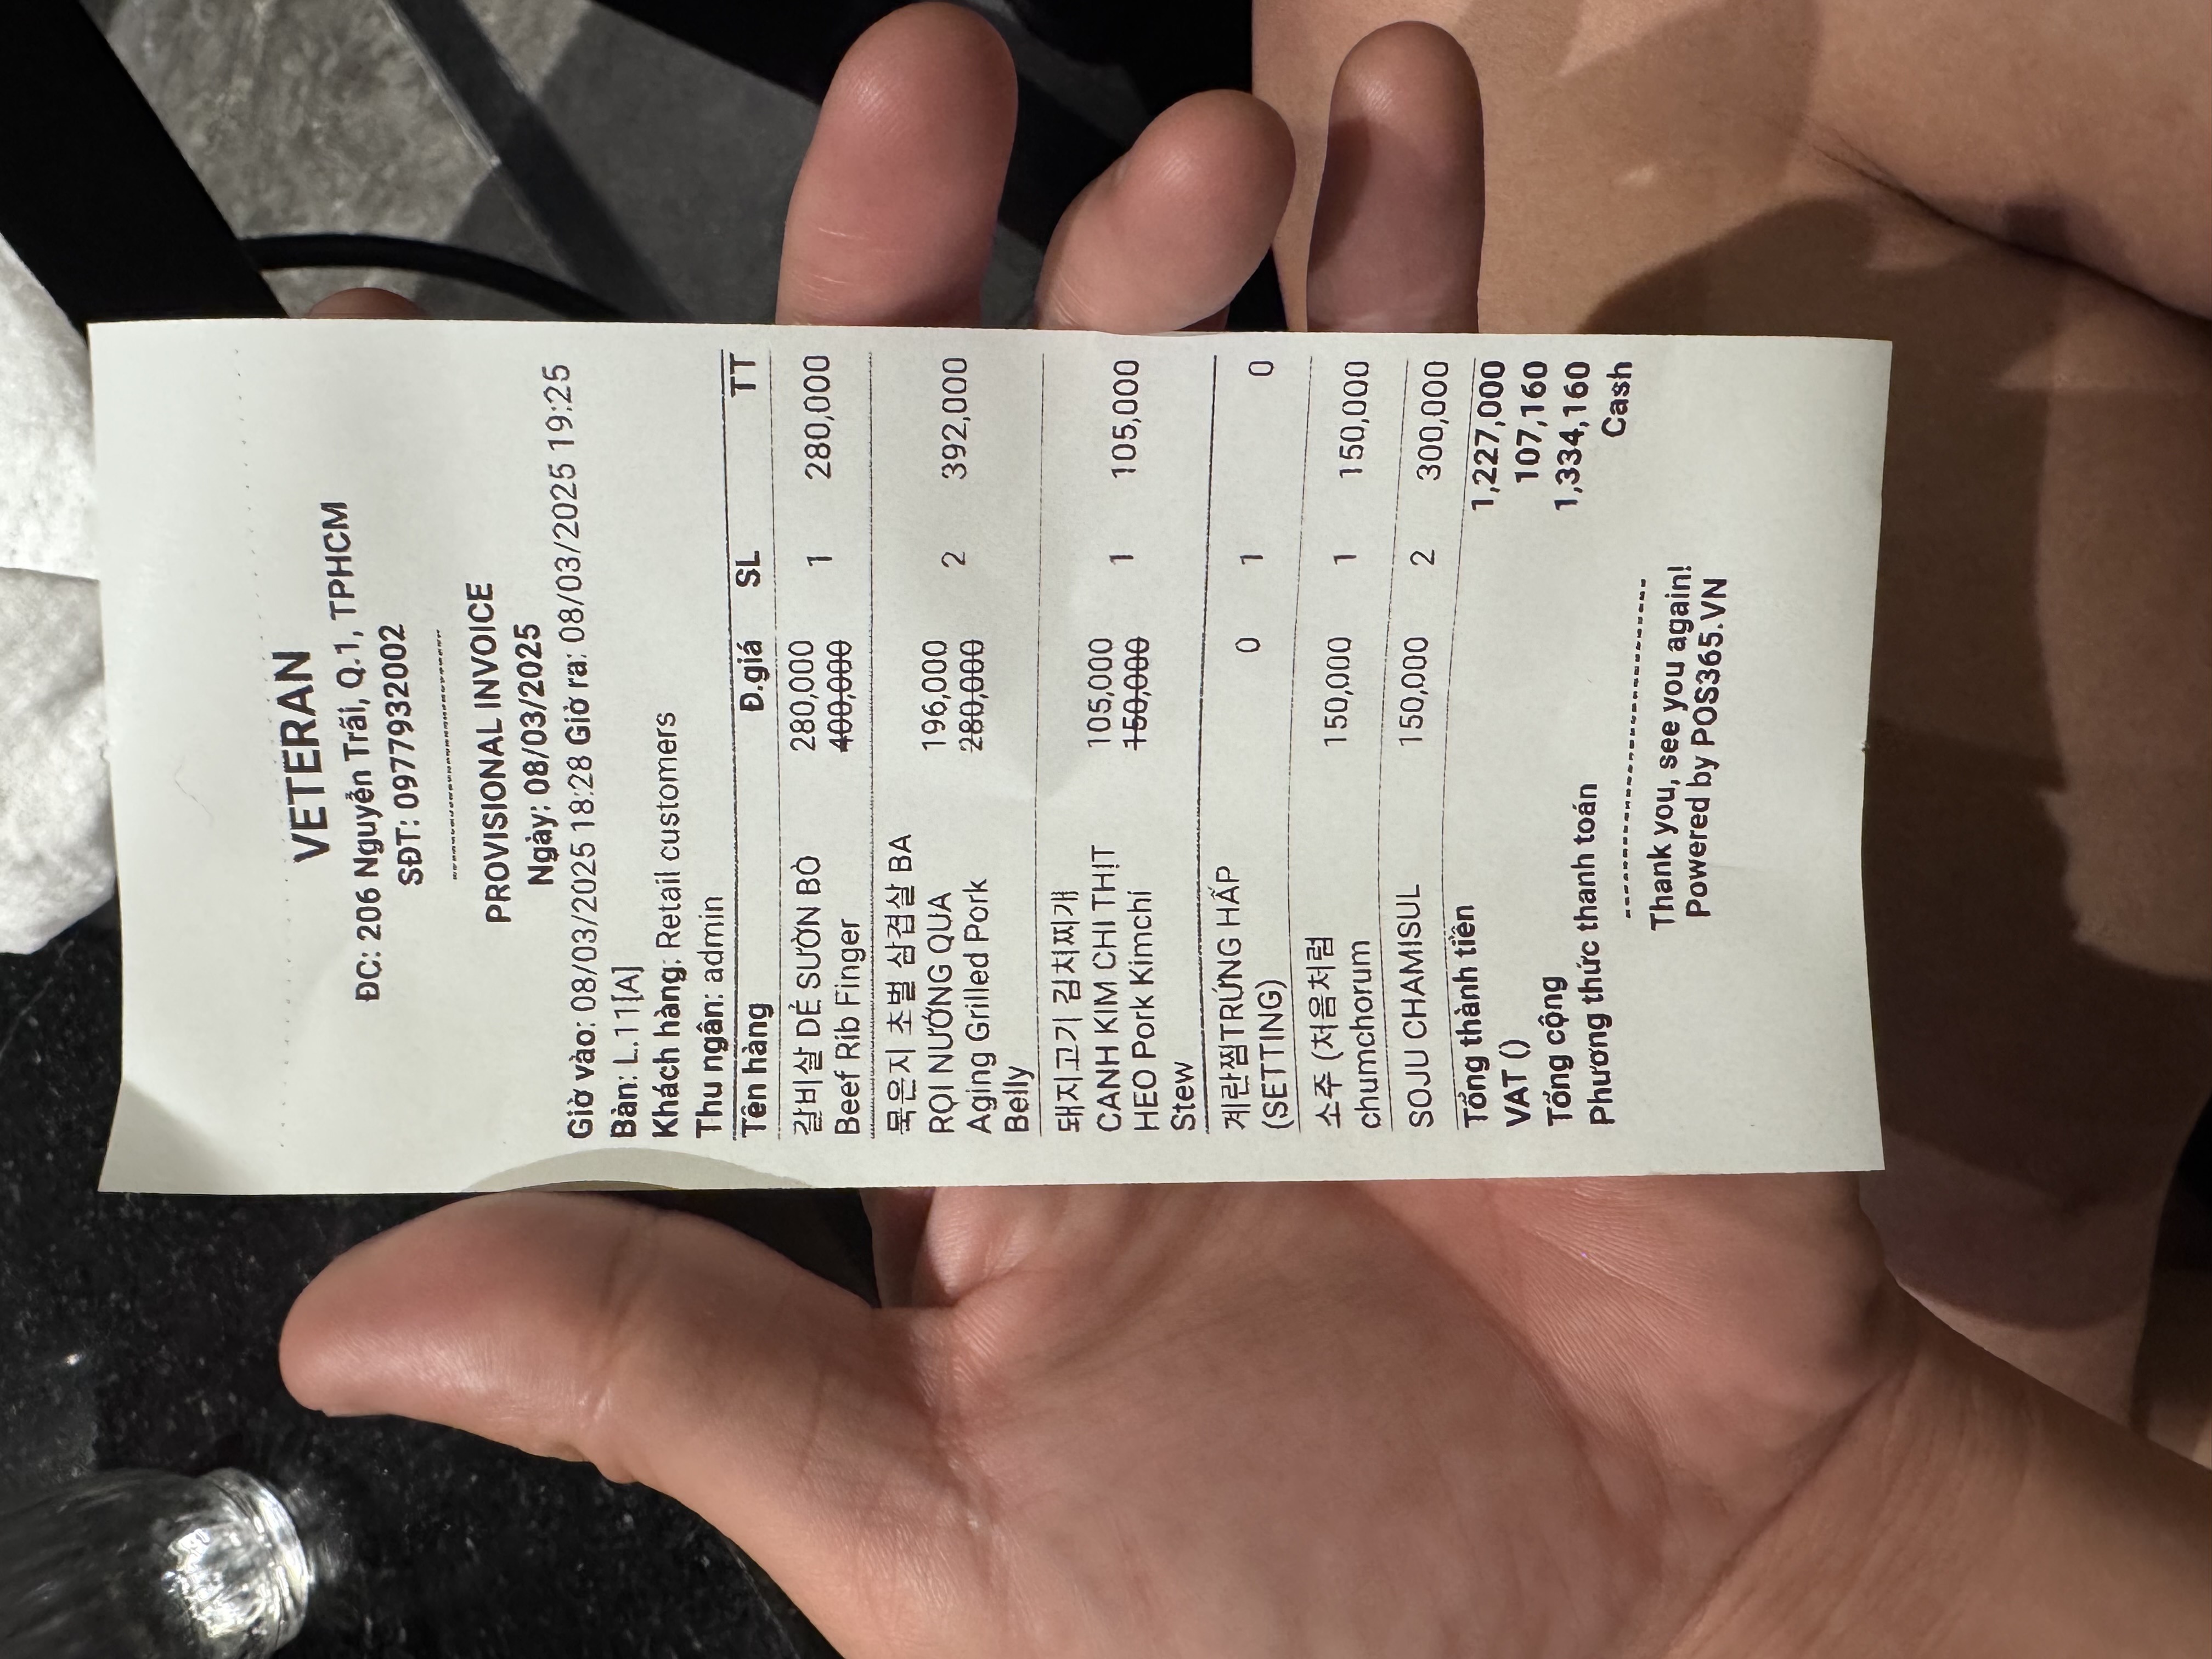 VETERAN
ĐC: 206 Nguyễn Trãi, Q.1, TPHCM
SĐT: 0977932002
PROVISIONAL INVOICE
Ngày: 08/03/2025
Giờ vào: 08/03/2025 18:28 Giờ ra: 08/03/2025 19:25
Bàn: L.11[A]
Khách hàng: Retail customers
Thu ngân: admin
Tên hàng Đ.giá SL TT
갈비살 DẺ SƯỜN BÒ 280,000 1 280,000
Beef Rib Finger 400,000
묵은지 초벌 삼겹살 BA
RỌI NƯỚNG QUA 196,000 2 392,000
Aging Grilled Pork 280,000
Belly
돼지고기 김치찌개
CANH KIM CHI THỊT 105,000 1 105,000
HEO Pork Kimchi 150,000
Stew
계란찜TRỨNG HẤP 0 1 0
(SETTING)
소주 (처음처럼 150,000 1 150,000
chumchorum
SOJU CHAMISUL 150,000 2 300,000
Tổng thành tiền 1,227,000
VAT () 107,160
Tổng cộng 1,334,160
Phương thức thanh toán Cash
Thank you, see you again!
Powered by POS365.VN